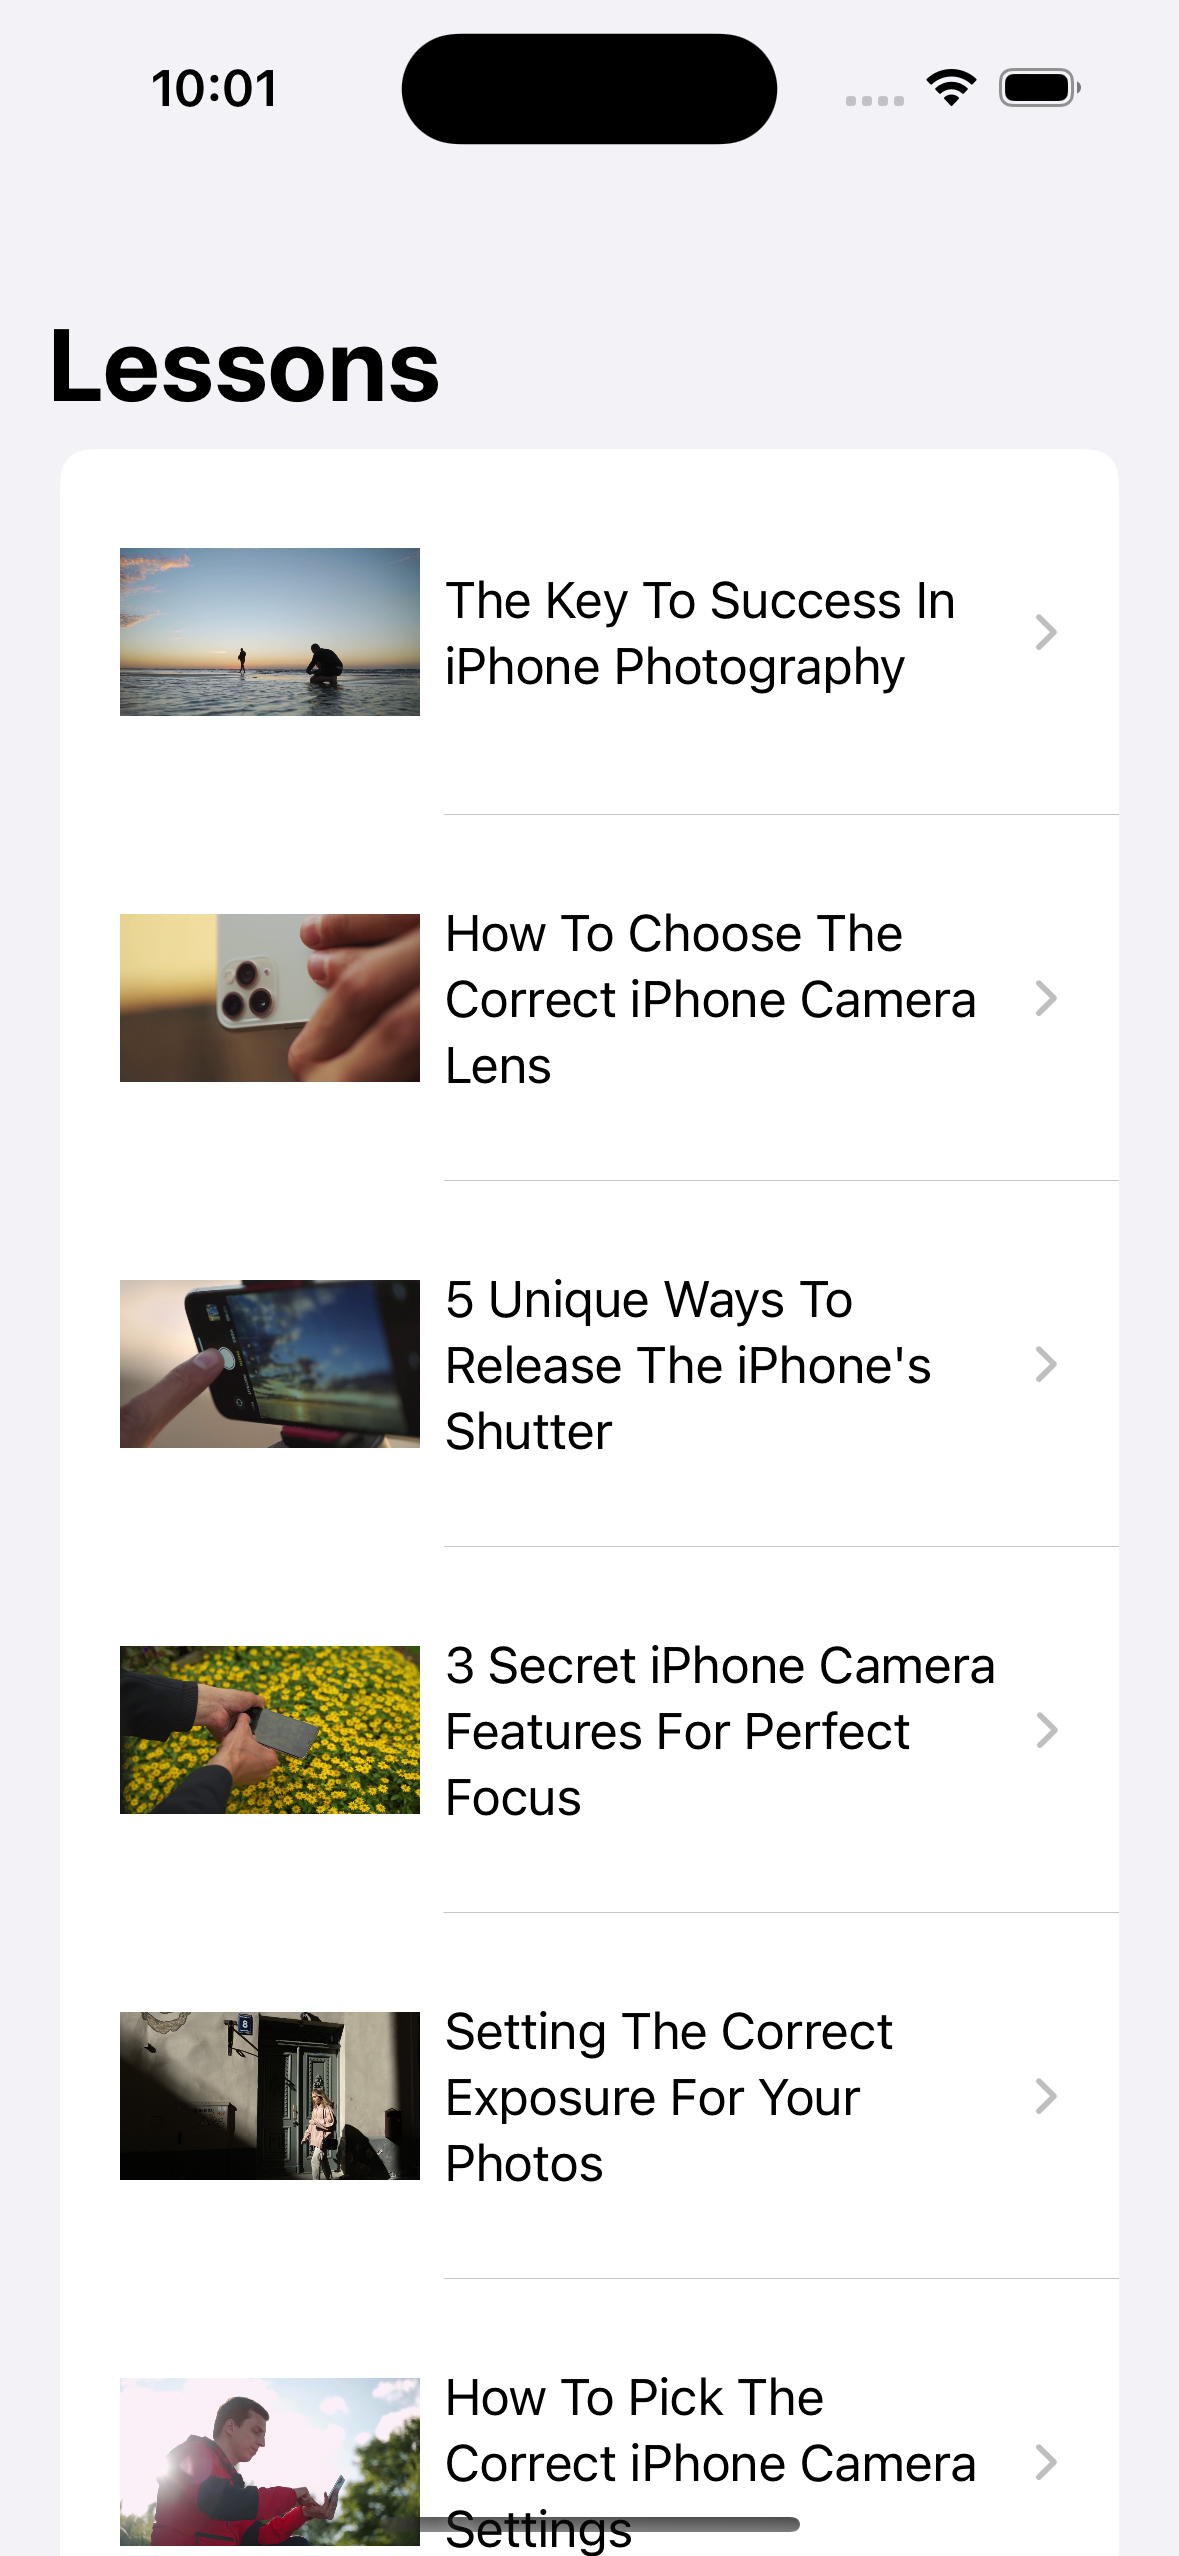 10:01
Lessons
The Key To Success In
iPhone Photography
How To Choose The
Correct iPhone Camera
Lens
5 Unique Ways To
Release The iPhone's
Shutter
3 Secret iPhone Camera
Features For Perfect
Focus
8
Setting The Correct
Exposure For Your
Photos
How To Pick The
Correct iPhone Camera
Settings